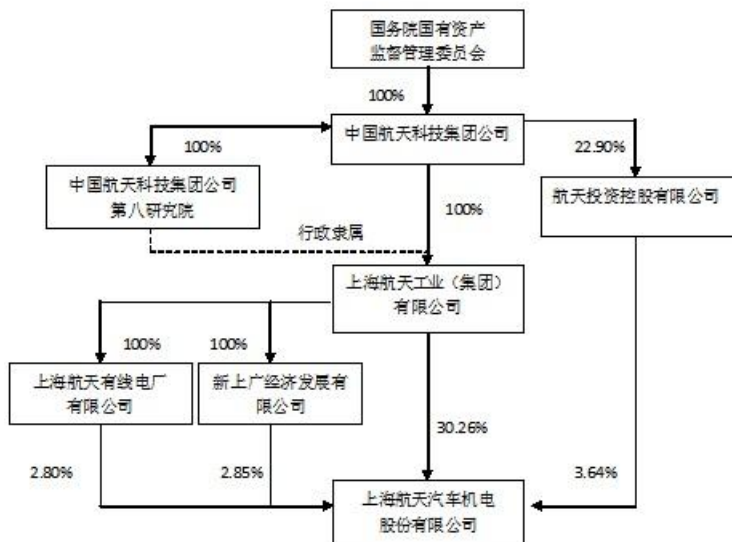 国务院国有资产
监督管理委员会
100%
中国航天科技集团公司
100%
22.90%
中国航天科技集团公司
第八研究院
航天投资控股有限公司
行政隶属
100%
上海航天工业（集团）
有限公司
100%
100%
上海航天有线电厂
有限公司
新上广经济发展有
限公司
30.26%
2.80%
2.85%
3.64%
上海航天汽车机电
股份有限公司